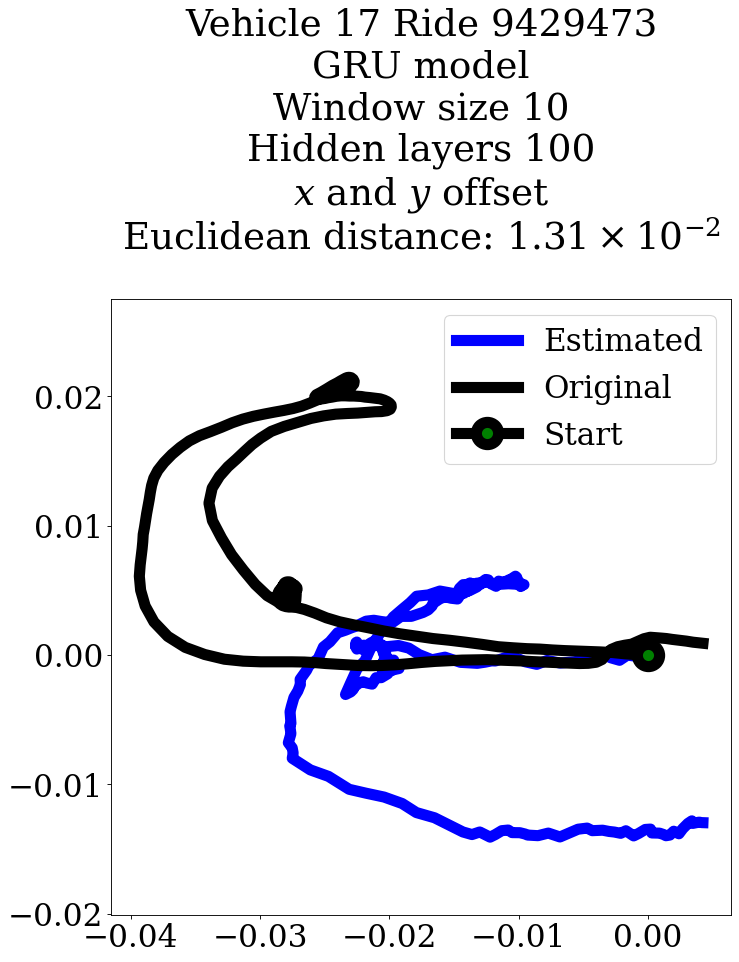 Vehicle 17 Ride 9429473
GRU model
Window size 10
Hidden layers 100
x and y offset
Euclidean distance: 1.31 × 10⁻²
Estimated
Original
Start
0.02
0.01
0.00
−0.01
−0.02
−0.04 −0.03 −0.02 −0.01 0.00